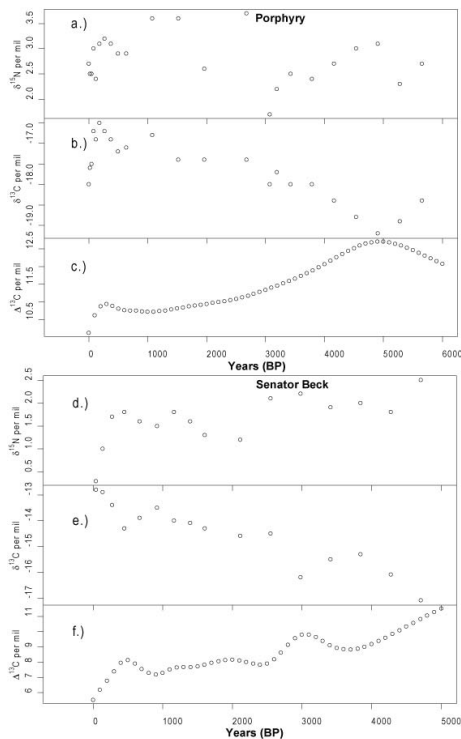 Porphyry
a.)
δ15N per mil
2.0 2.5 3.0 3.5
b.)
δ13C per mil
-19.0 -18.0 -17.0
c.)
Δ13C per mil
10.5 11.5 12.5
0 1000 2000 3000 4000 5000 6000
Years (BP)
Senator Beck
d.)
δ15N per mil
0.5 1.0 1.5 2.0 2.5
e.)
δ13C per mil
-17 -16 -15 -14 -13
f.)
Δ13C per mil
6 7 8 9 11
0 1000 2000 3000 4000 5000
Years (BP)